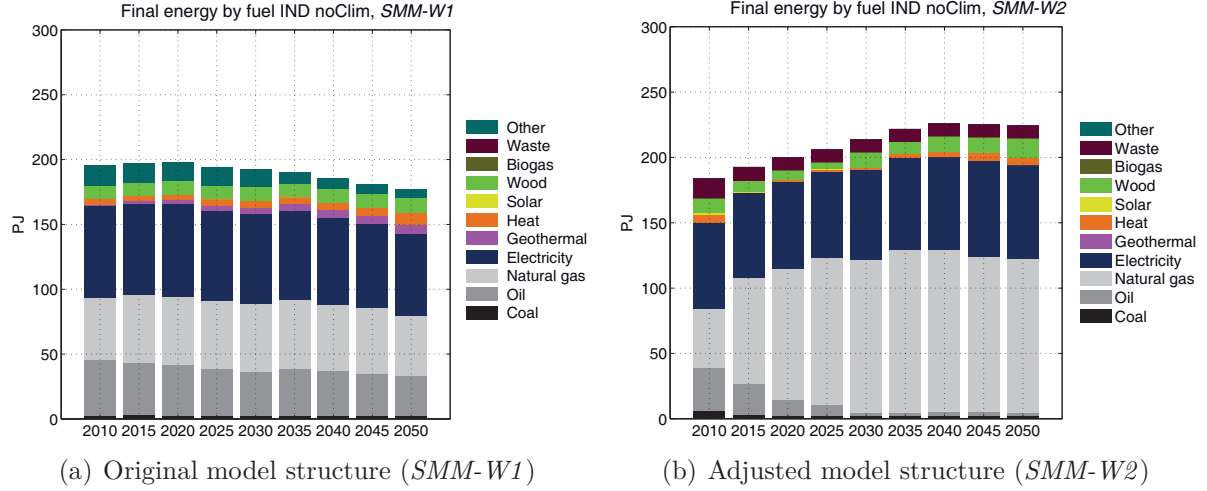 Final energy by fuel IND noClim, SMM-W1
300
250
200
150
100
50
0
PJ
2010 2015 2020 2025 2030 2035 2040 2045 2050
Other
Waste
Biogas
Wood
Solar
Heat
Geothermal
Electricity
Natural gas
Oil
Coal
(a) Original model structure (SMM-W1)
Final energy by fuel IND noClim, SMM-W2
300
250
200
150
100
50
0
PJ
2010 2015 2020 2025 2030 2035 2040 2045 2050
Other
Waste
Biogas
Wood
Solar
Heat
Geothermal
Electricity
Natural gas
Oil
Coal
(b) Adjusted model structure (SMM-W2)